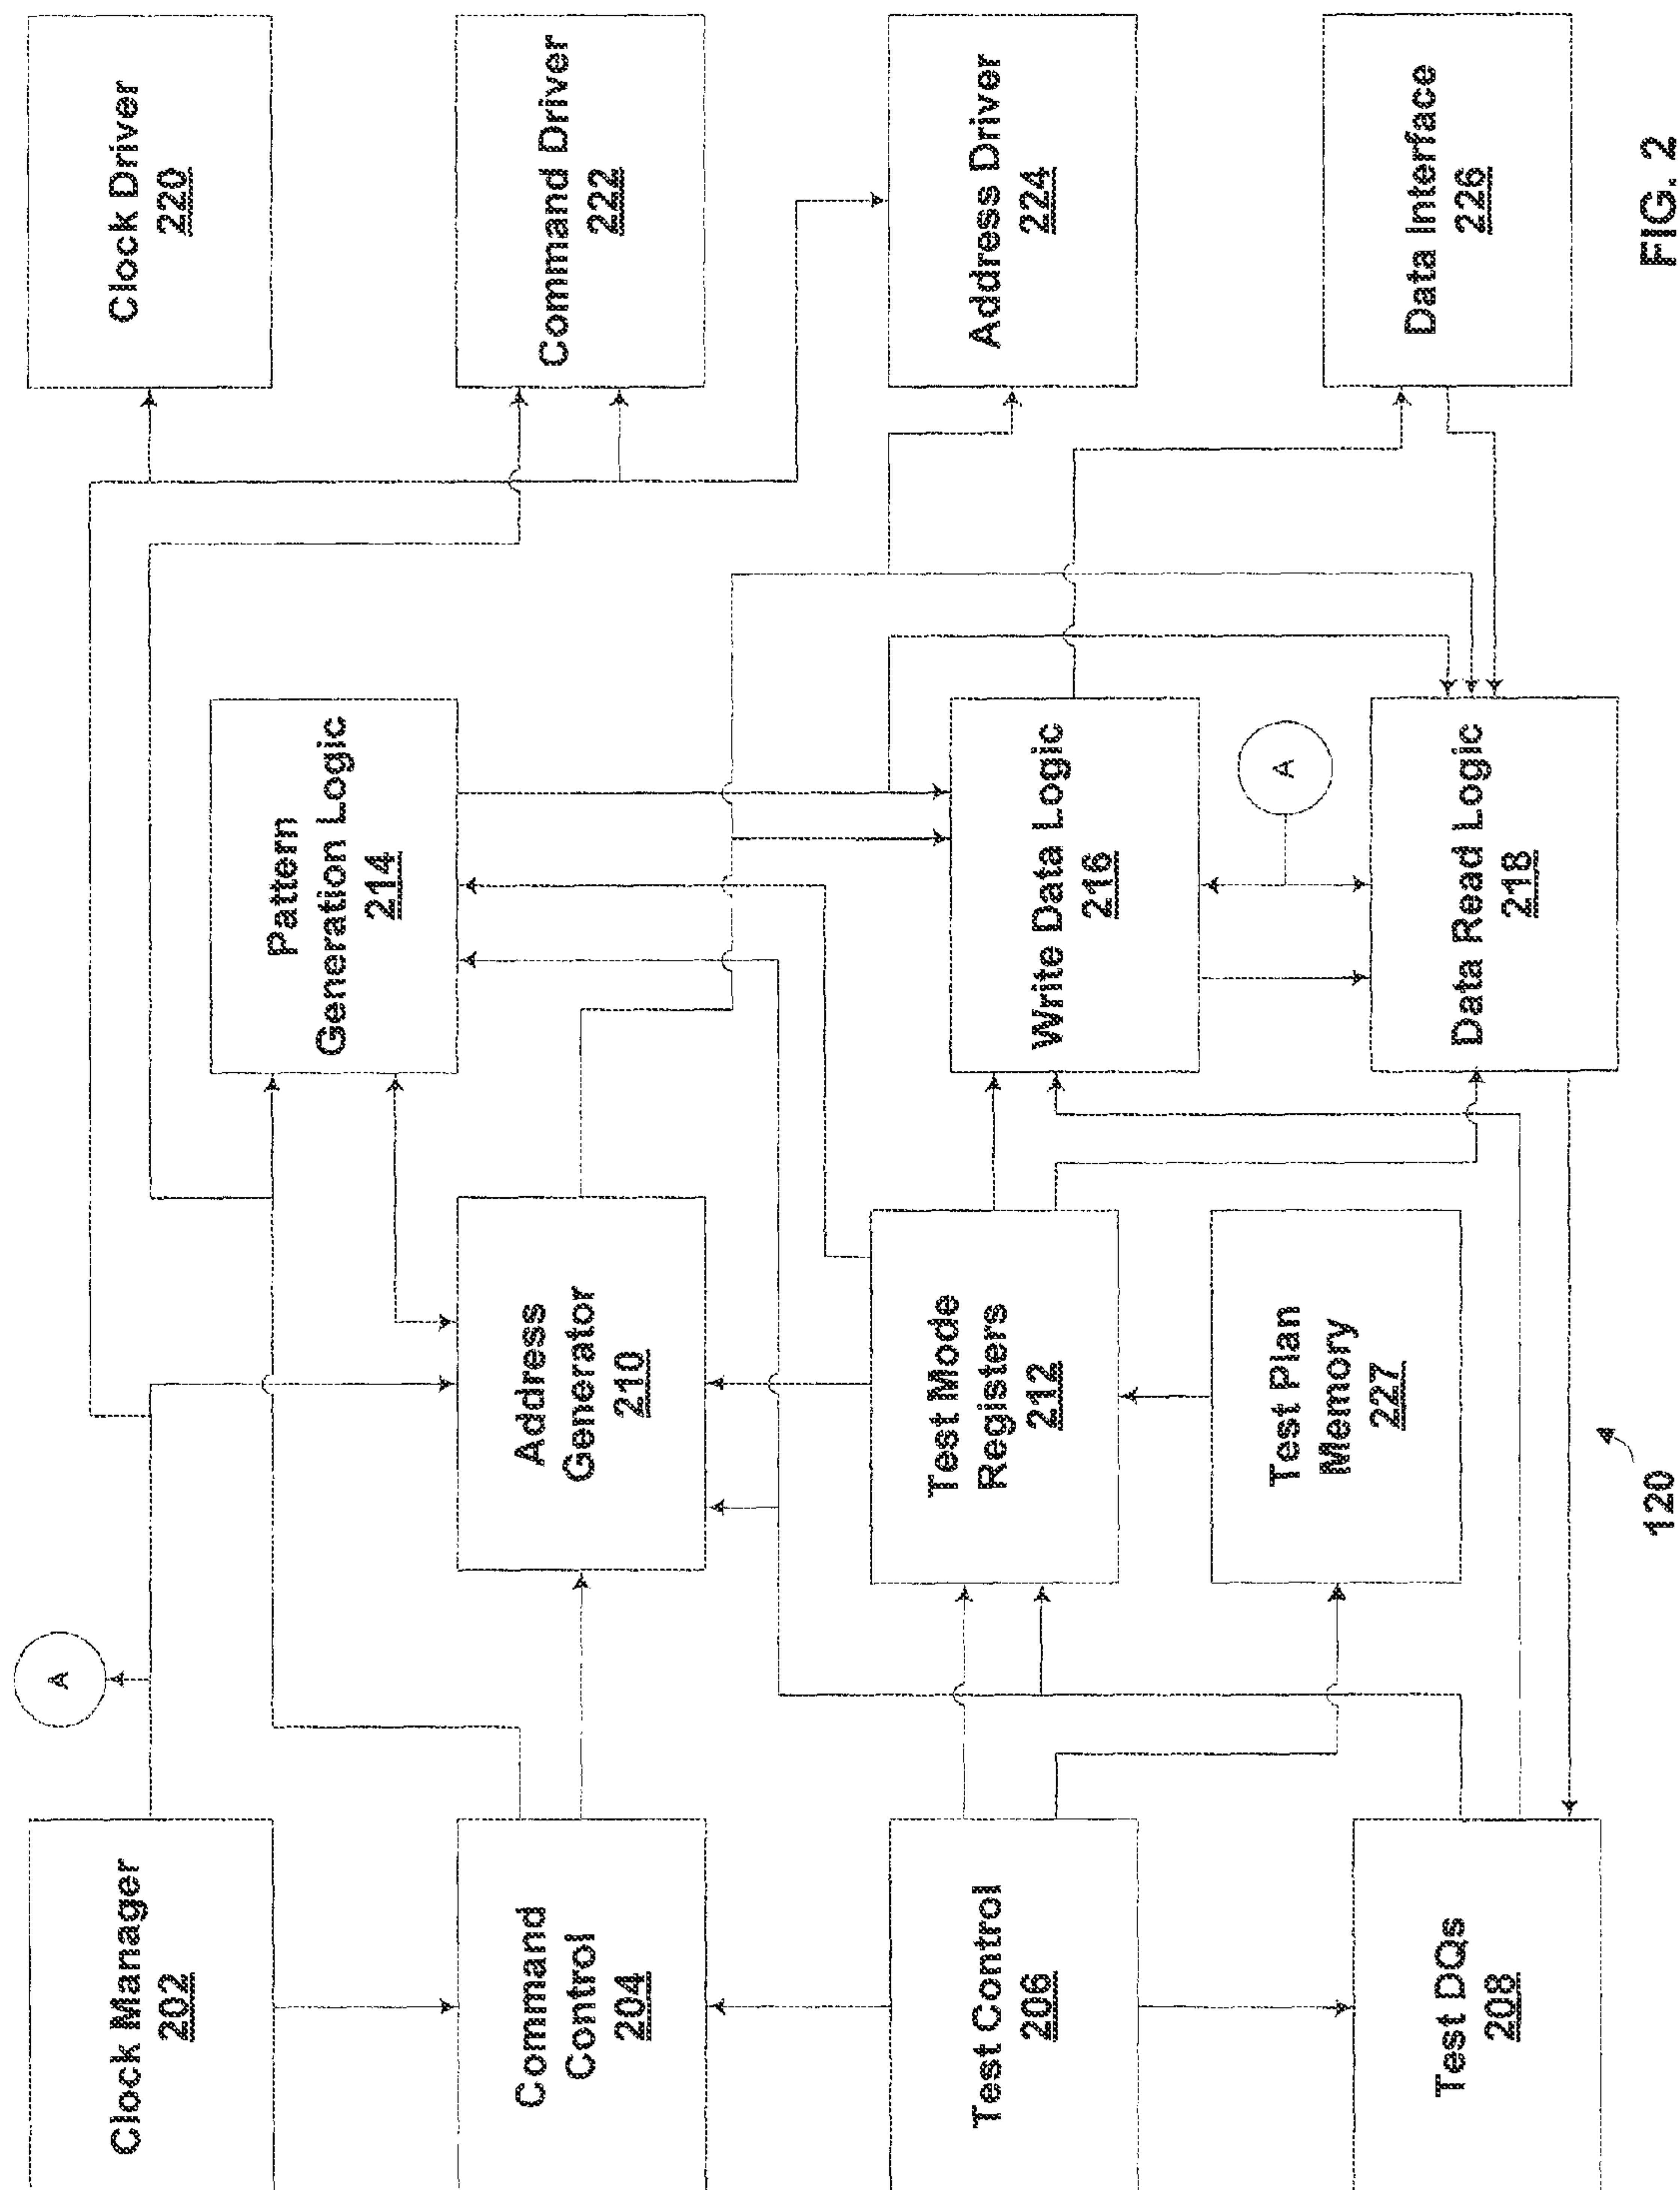 Clock Manager
202
Command
Control
204
Test Control
206
Test DQs
208
A
Address
Generator
210
Test Mode
Registers
212
Test Plan
Memory
227
Pattern
Generation Logic
214
Write Data Logic
216
A
Data Read Logic
218
Clock Driver
220
Command Driver
222
Address Driver
224
Data Interface
226
120
FIG. 2